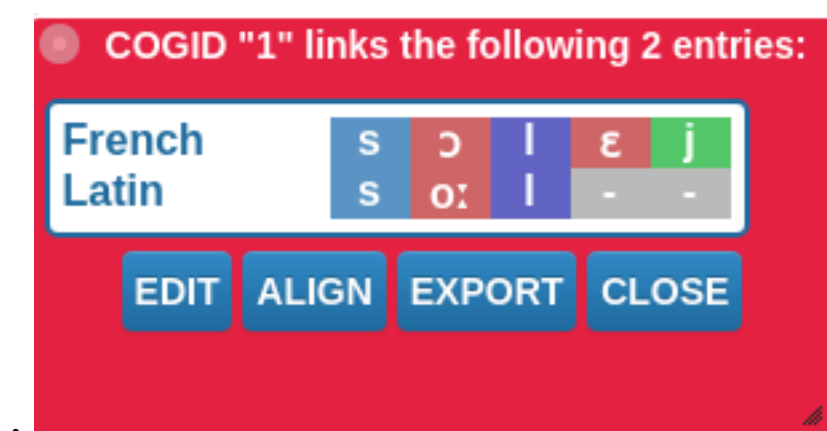 COGID "1" links the following 2 entries:
French s ɔ l ɛ j
Latin s oː l - -
EDIT ALIGN EXPORT CLOSE